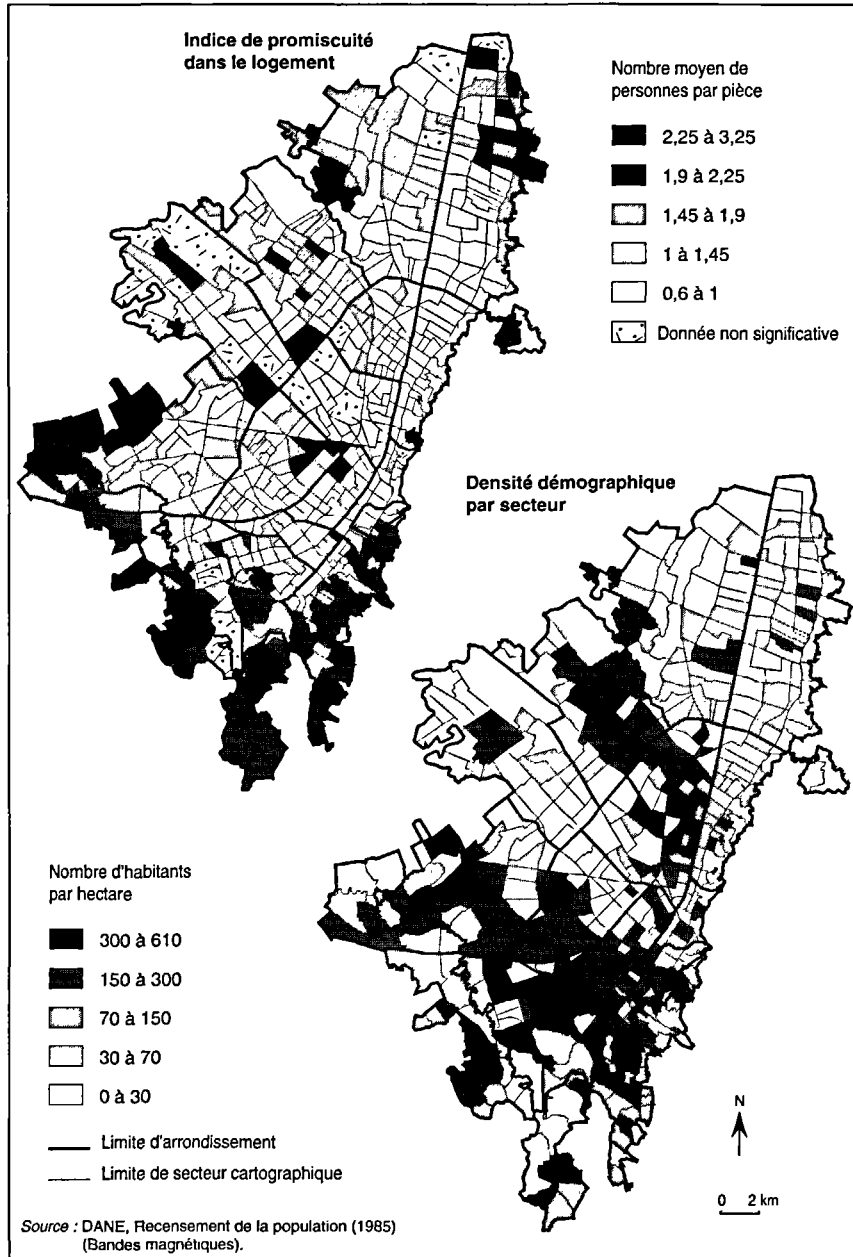 Indice de promiscuité
dans le logement
Nombre moyen de
personnes par pièce
2,25 à 3,25
1,9 à 2,25
1,45 à 1,9
1 à 1,45
0,6 à 1
Donnée non significative
Densité démographique
par secteur
Nombre d'habitants
par hectare
300 à 610
150 à 300
70 à 150
30 à 70
0 à 30
Limite d'arrondissement
Limite de secteur cartographique
N
0 2 km
Source : DANE, Recensement de la population (1985)
(Bandes magnétiques).